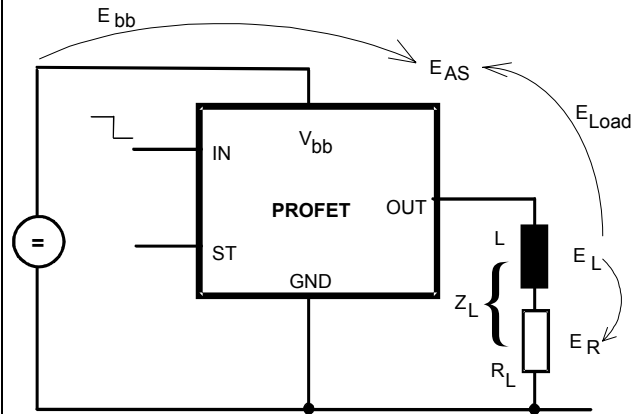 E bb
E AS
E Load
V bb
IN
PROFET
OUT
=
ST
L
E L
GND
Z L {
E R
R L